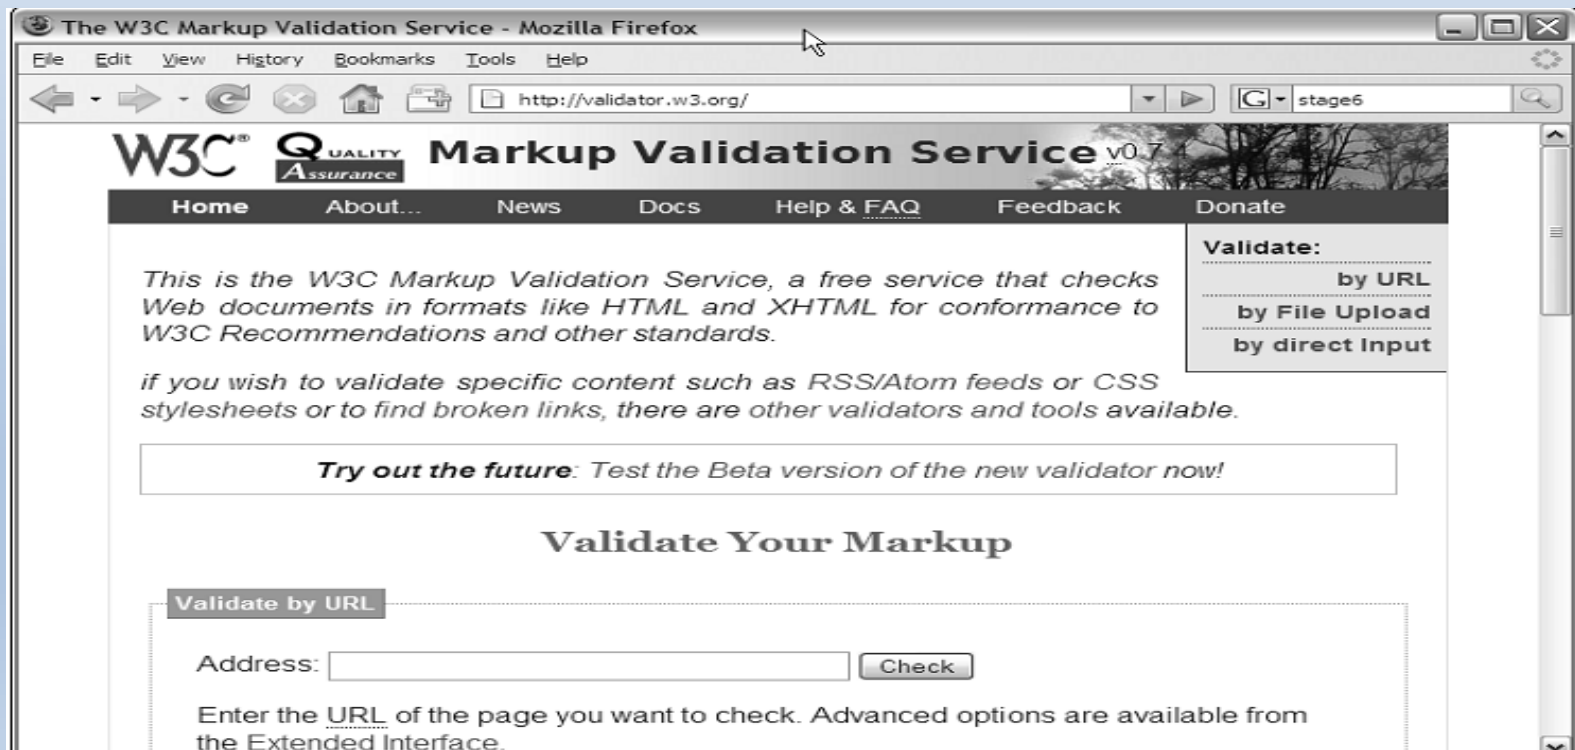 The W3C Markup Validation Service - Mozilla Firefox
File Edit View History Bookmarks Tools Help
http://validator.w3.org/ G stage6
W3C® QUALITY ASSURANCE Markup Validation Service v0.7
Home About... News Docs Help & FAQ Feedback Donate
Validate:
by URL
by File Upload
by direct Input
This is the W3C Markup Validation Service, a free service that checks
Web documents in formats like HTML and XHTML for conformance to
W3C Recommendations and other standards.
if you wish to validate specific content such as RSS/Atom feeds or CSS
stylesheets or to find broken links, there are other validators and tools available.
Try out the future: Test the Beta version of the new validator now!
Validate Your Markup
Validate by URL
Address: Check
Enter the URL of the page you want to check. Advanced options are available from
the Extended Interface.